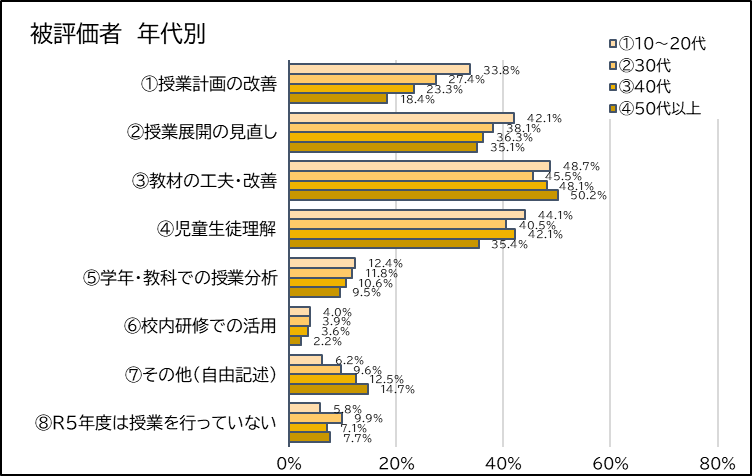 被評価者　年代別
①10～20代
②30代
③40代
④50代以上
①授業計画の改善
33.8%
27.4%
23.3%
18.4%
②授業展開の見直し
42.1%
38.1%
36.3%
35.1%
③教材の工夫・改善
48.7%
45.5%
48.1%
50.2%
④児童生徒理解
44.1%
40.5%
42.1%
35.4%
⑤学年・教科での授業分析
12.4%
11.8%
10.6%
9.5%
⑥校内研修での活用
4.0%
3.9%
3.6%
2.2%
⑦その他（自由記述）
6.2%
9.6%
12.5%
14.7%
⑧R５年度は授業を行っていない
5.8%
9.9%
7.1%
7.7%
0% 20% 40% 60% 80%